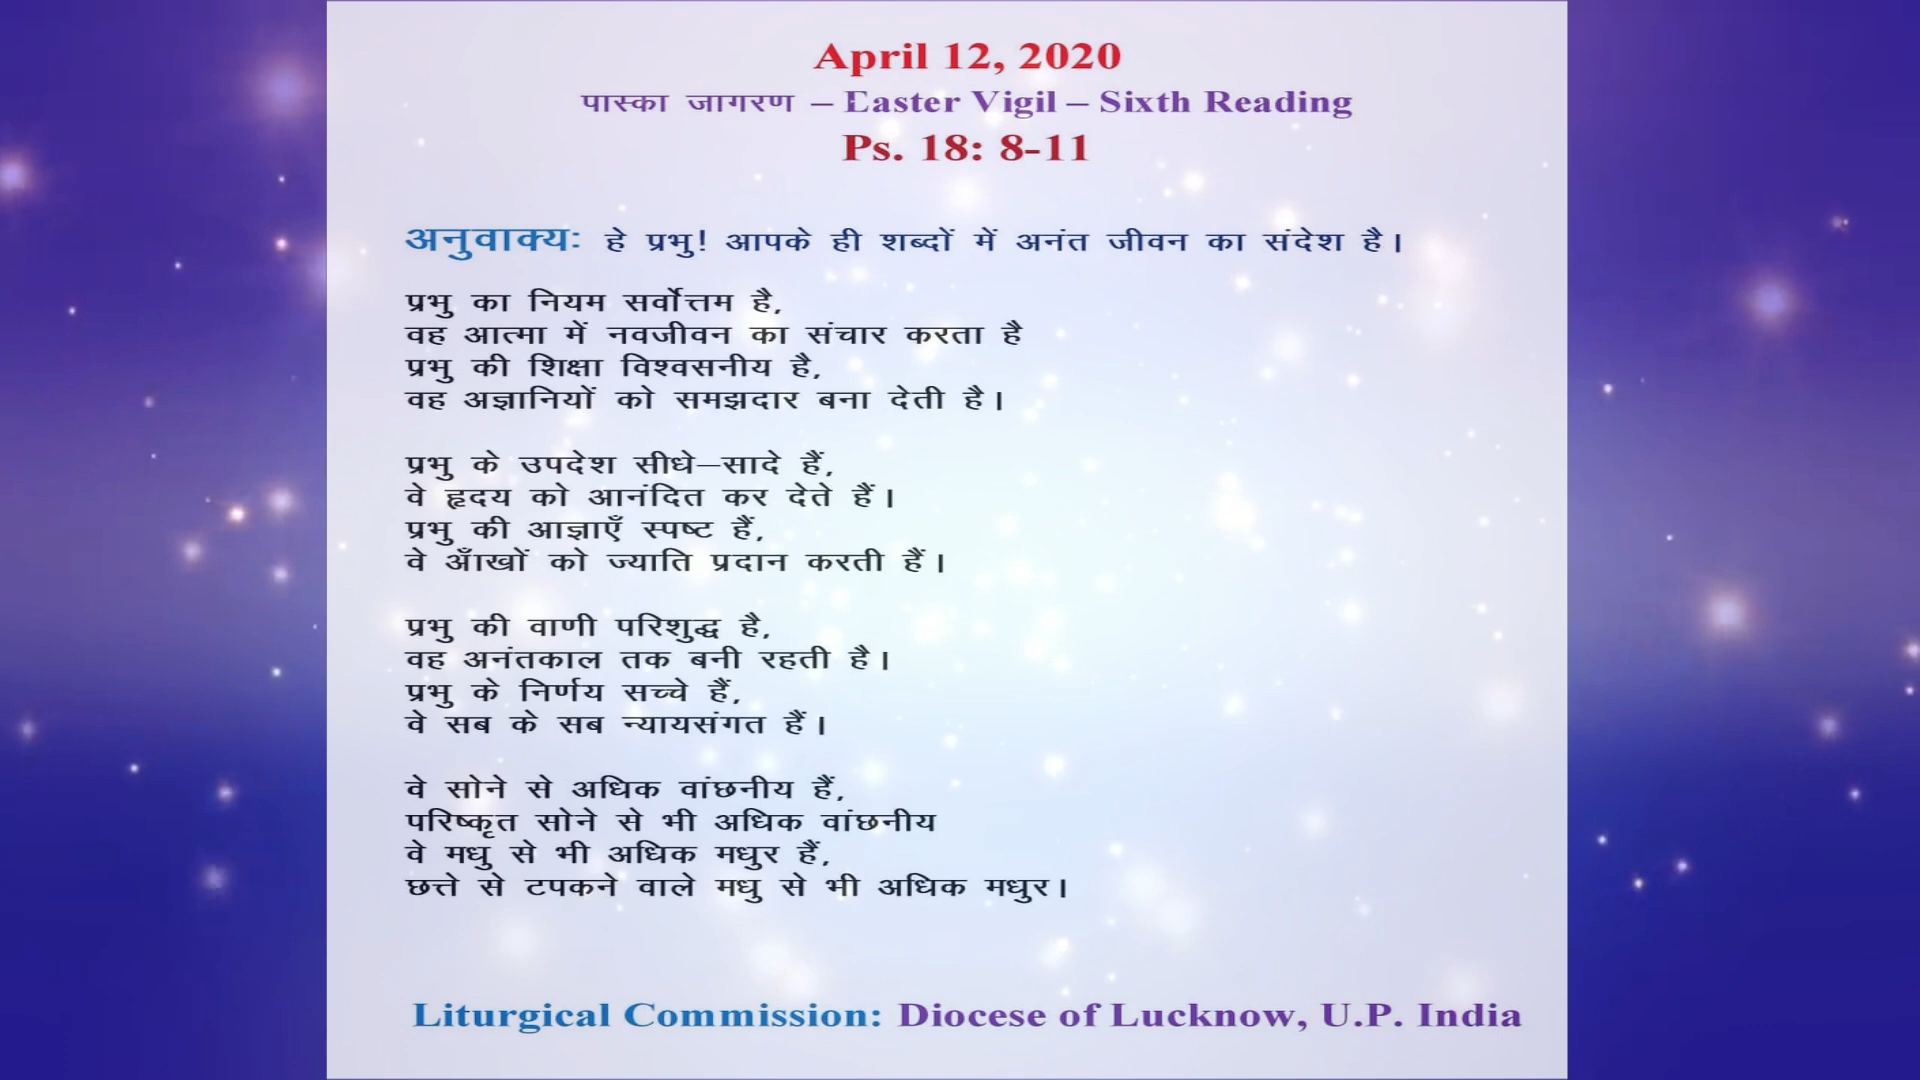 April 12, 2020
पास्का जागरण – Easter Vigil – Sixth Reading
Ps. 18: 8-11
अनुवाक्यः हे प्रभु! आपके ही शब्दों में अनंत जीवन का संदेश है।
प्रभु का नियम सर्वोत्तम है,
वह आत्मा में नवजीवन का संचार करता है
प्रभु की शिक्षा विश्वसनीय है,
वह अज्ञानियों को समझदार बना देती है।
प्रभु के उपदेश सीधे–सादे हैं,
वे हृदय को आनंदित कर देते हैं।
प्रभु की आज्ञाएँ स्पष्ट हैं,
वे आँखों को ज्याति प्रदान करती हैं।
प्रभु की वाणी परिशुद्ध है,
वह अनंतकाल तक बनी रहती है।
प्रभु के निर्णय सच्चे हैं,
वे सब के सब न्यायसंगत हैं।
वे सोने से अधिक वांछनीय हैं,
परिष्कृत सोने से भी अधिक वांछनीय
वे मधु से भी अधिक मधुर हैं,
छत्ते से टपकने वाले मधु से भी अधिक मधुर।
Liturgical Commission: Diocese of Lucknow, U.P. India